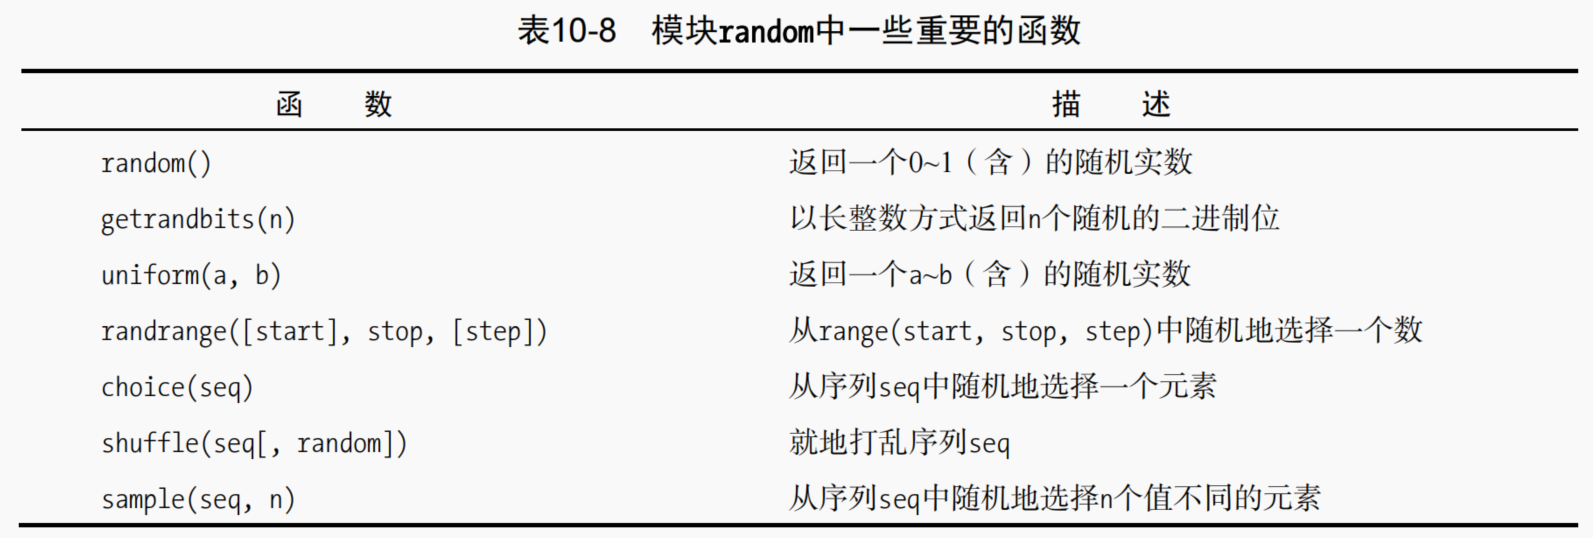 表10-8 模块random中一些重要的函数
函 数 描 述
random() 返回一个0~1（含）的随机实数
getrandbits(n) 以长整数方式返回n个随机的二进制位
uniform(a, b) 返回一个a~b（含）的随机实数
randrange([start], stop, [step]) 从range(start, stop, step)中随机地选择一个数
choice(seq) 从序列seq中随机地选择一个元素
shuffle(seq[, random]) 就地打乱序列seq
sample(seq, n) 从序列seq中随机地选择n个值不同的元素